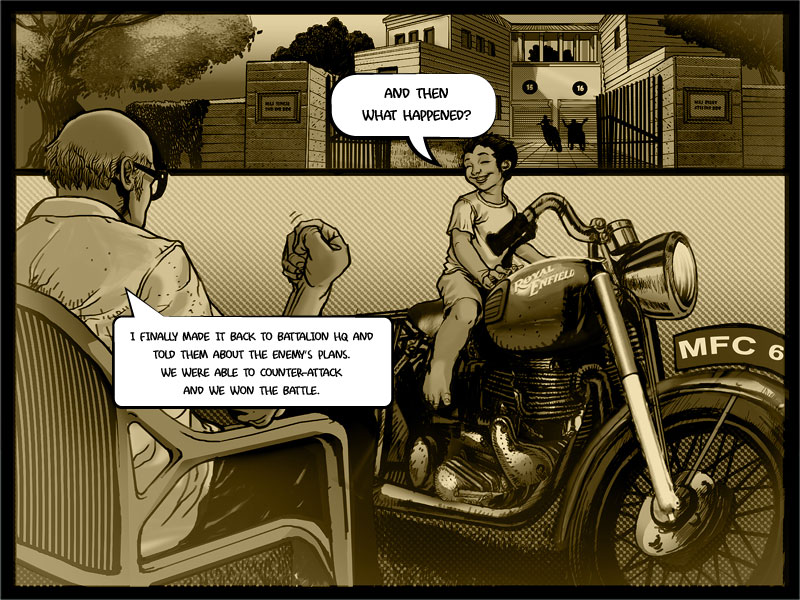 AND THEN
WHAT HAPPENED?
15
16
ROYAL
ENFIELD
MFC 6
I FINALLY MADE IT BACK TO BATTALION HQ AND
TOLD THEM ABOUT THE ENEMY'S PLANS.
WE WERE ABLE TO COUNTER-ATTACK
AND WE WON THE BATTLE.